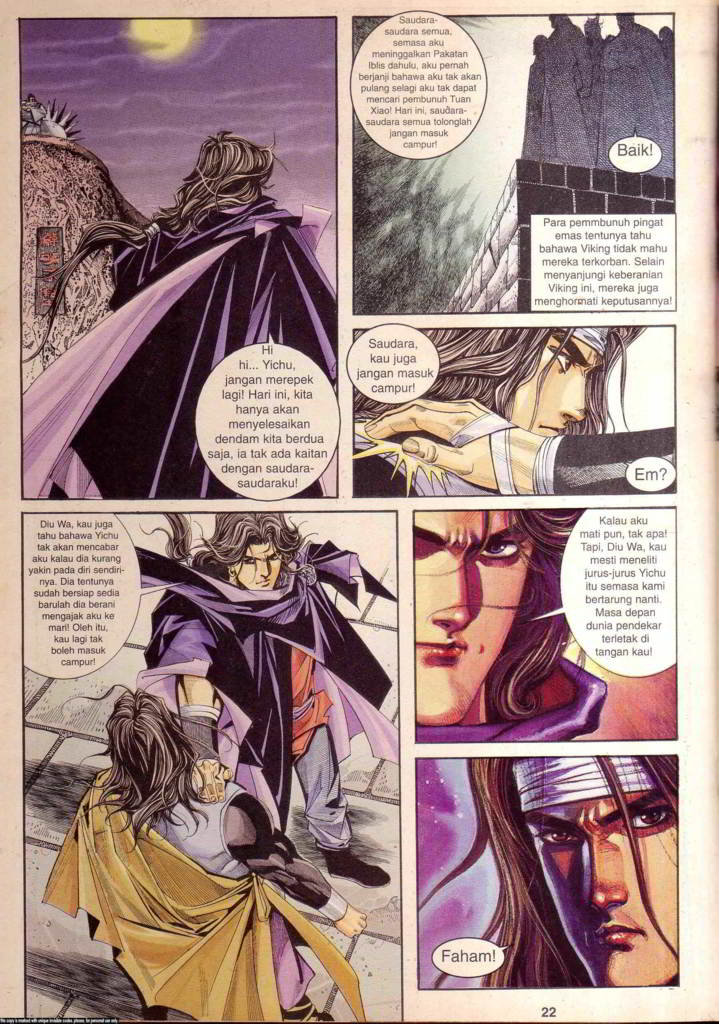 Hi
hi... Yichu,
jangan merepek
lagi! Hari ini, kita
hanya akan
menyelesaikan
dendam kita berdua
saja, ia tak ada kaitan
dengan saudara-
saudaraku!
Saudara-
saudara semua,
semasa aku
meninggalkan Pakatan
Iblis dahulu, aku pernah
berjanji bahawa aku tak akan
pulang selagi aku tak dapat
mencari pembunuh Tuan
Xiao! Hari ini, saudara-
saudara semua tolonglah
jangan masuk
campur!
Baik!
Para pemmbunuh pingat
emas tentunya tahu
bahawa Viking tidak mahu
mereka terkorban. Selain
menyanjungi keberanian
Viking ini, mereka juga
menghormati keputusannya!
Saudara,
kau juga
jangan masuk
campur!
Em?
Diu Wa, kau juga
tahu bahawa Yichu
tak akan mencabar
aku kalau dia kurang
yakin pada diri sendiri-
nya. Dia tentunya
sudah bersiap sedia
barulah dia berani
mengajak aku ke
mari! Oleh itu,
kau lagi tak
boleh masuk
campur!
Kalau aku
mati pun, tak apa!
Tapi, Diu Wa, kau
mesti meneliti
jurus-jurus Yichu
itu semasa kami
bertarung nanti.
Masa depan
dunia pendekar
terletak di
tangan kau!
Faham!
22